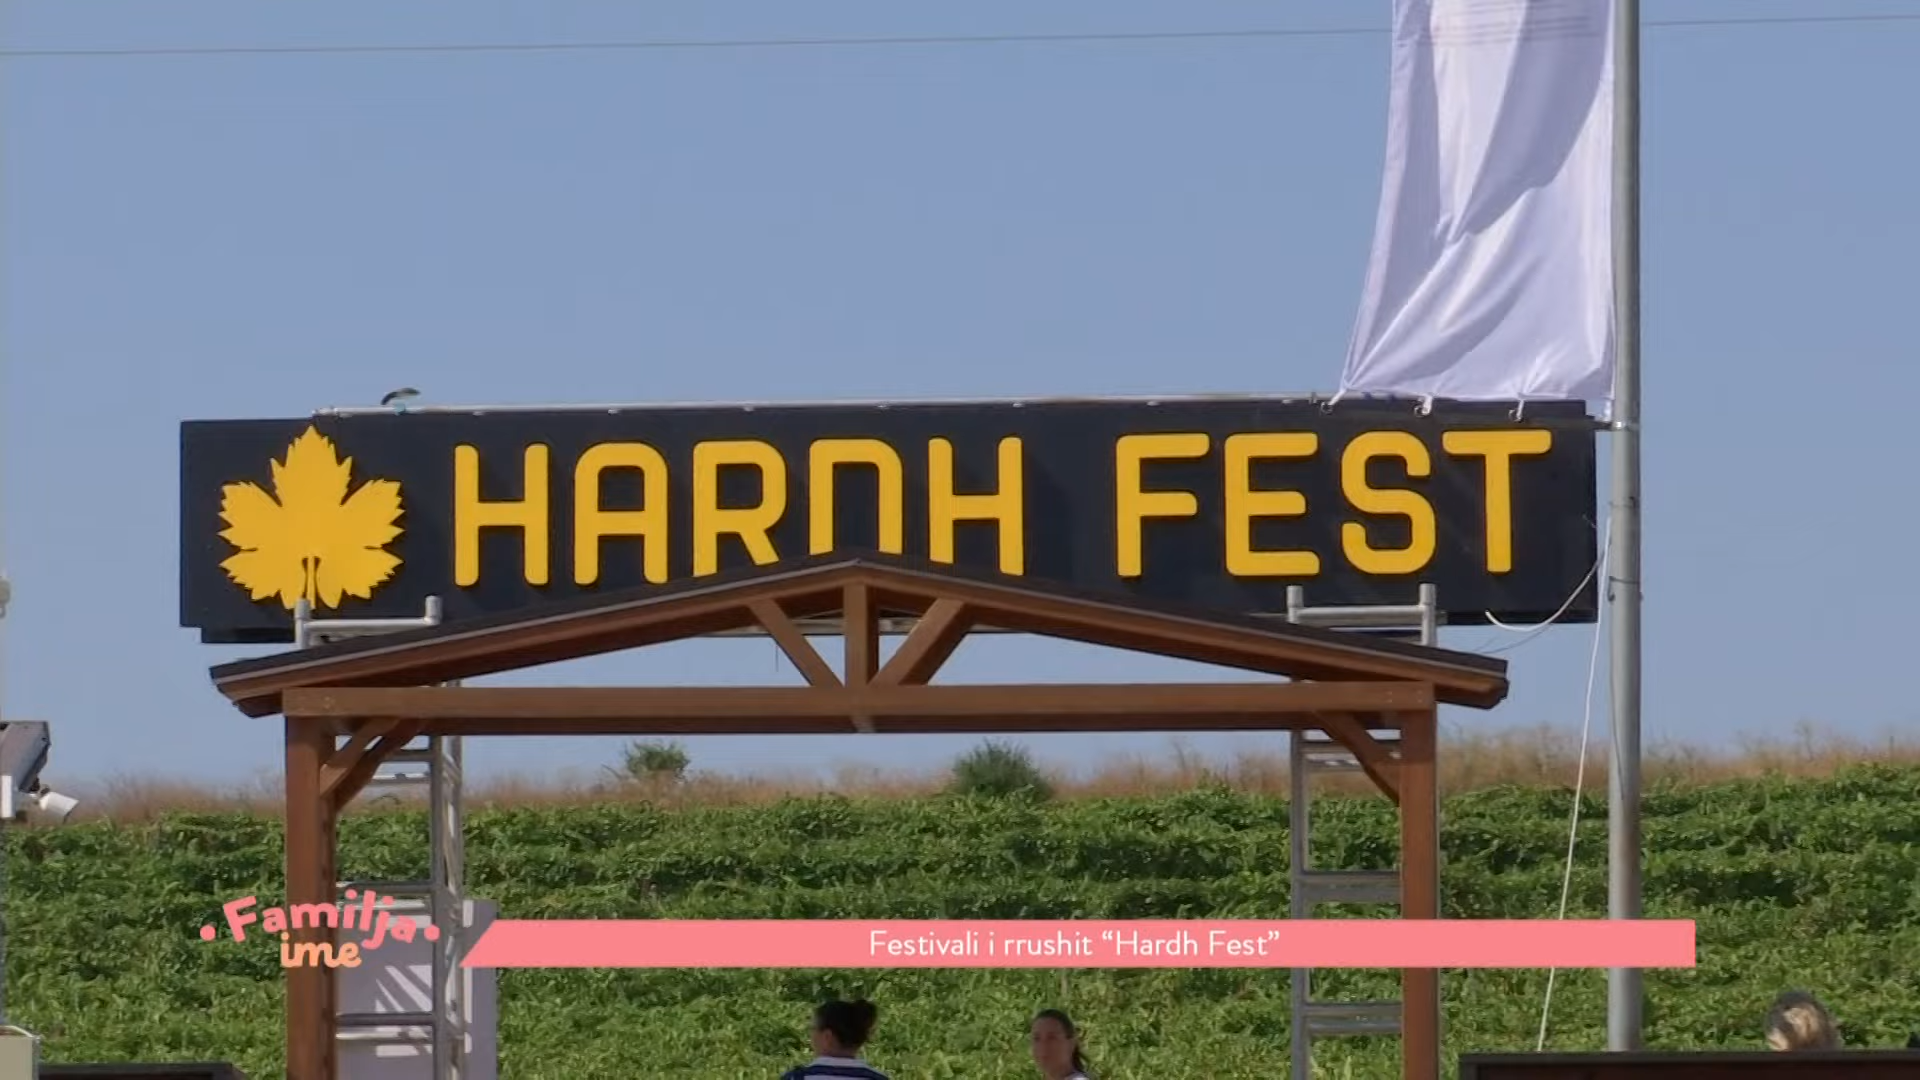 HARDH FEST
Familja
ime
Festivali i rrushit “Hardh Fest”